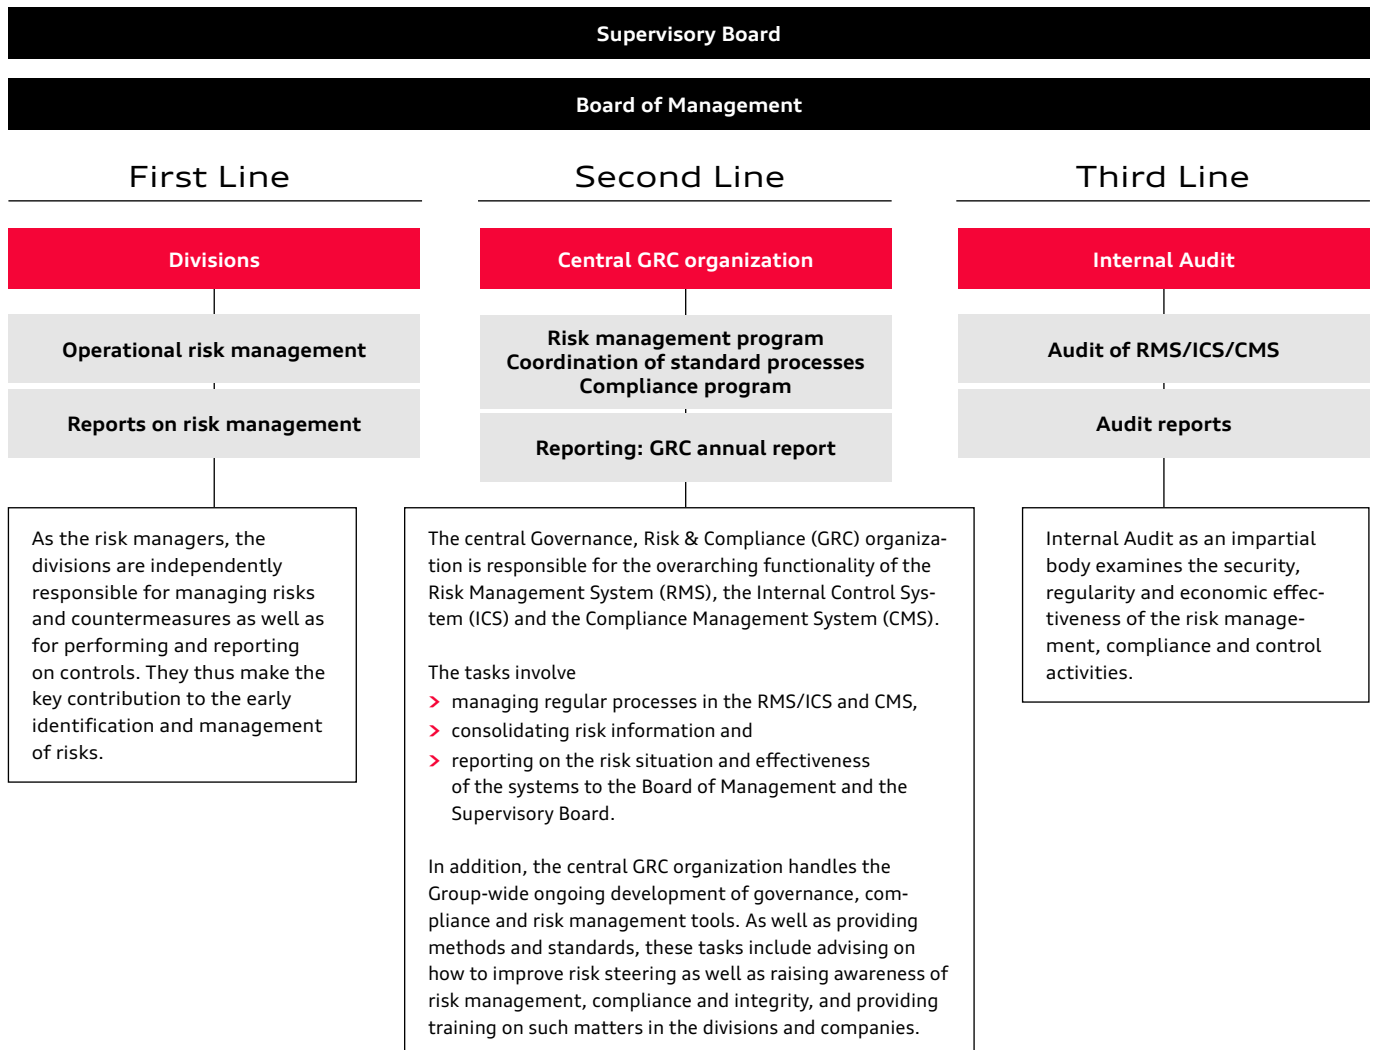 Supervisory Board
Board of Management
First Line
Divisions
Operational risk management
Reports on risk management
As the risk managers, the
divisions are independently
responsible for managing risks
and countermeasures as well as
for performing and reporting
on controls. They thus make the
key contribution to the early
identification and management
of risks.
Second Line
Central GRC organization
Risk management program
Coordination of standard processes
Compliance program
Reporting: GRC annual report
The central Governance, Risk & Compliance (GRC) organiza-
tion is responsible for the overarching functionality of the
Risk Management System (RMS), the Internal Control Sys-
tem (ICS) and the Compliance Management System (CMS).
The tasks involve
> managing regular processes in the RMS/ICS and CMS,
> consolidating risk information and
> reporting on the risk situation and effectiveness
of the systems to the Board of Management and the
Supervisory Board.
In addition, the central GRC organization handles the
Group-wide ongoing development of governance, com-
pliance and risk management tools. As well as providing
methods and standards, these tasks include advising on
how to improve risk steering as well as raising awareness of
risk management, compliance and integrity, and providing
training on such matters in the divisions and companies.
Third Line
Internal Audit
Audit of RMS/ICS/CMS
Audit reports
Internal Audit as an impartial
body examines the security,
regularity and economic effec-
tiveness of the risk manage-
ment, compliance and control
activities.